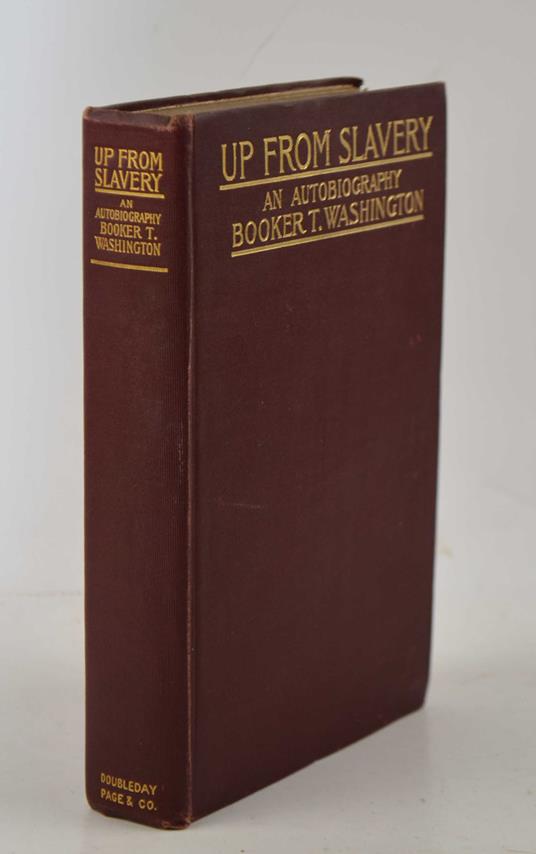 UP FROM
SLAVERY
AN
AUTOBIOGRAPHY
BOOKER T.
WASHINGTON
DOUBLEDAY
PAGE & CO.
UP FROM SLAVERY
AN AUTOBIOGRAPHY
BOOKER T. WASHINGTON